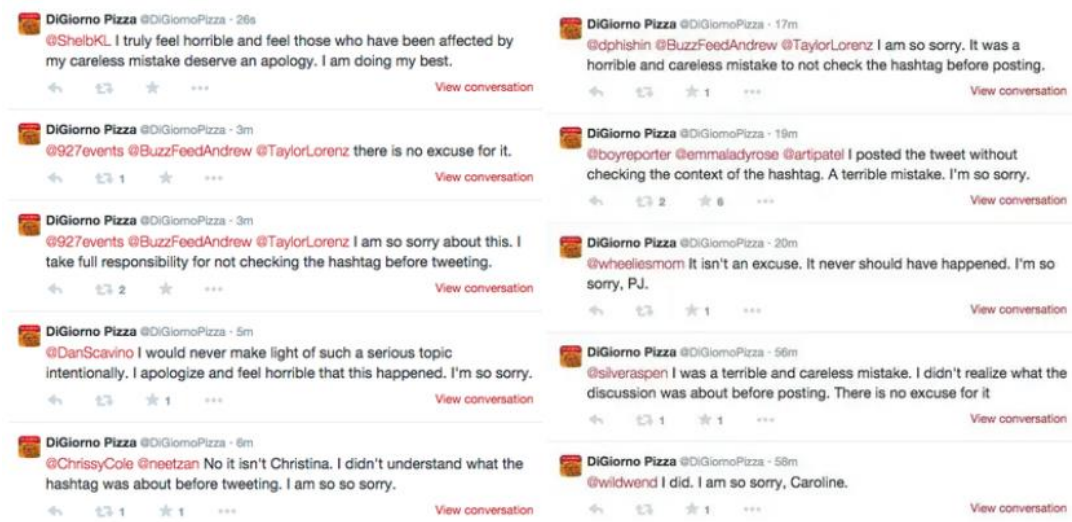 DiGiorno Pizza @DiGiornoPizza · 26s
@ShelbKL I truly feel horrible and feel those who have been affected by
my careless mistake deserve an apology. I am doing my best.
View conversation
DiGiorno Pizza @DiGiornoPizza · 3m
@927events @BuzzFeedAndrew @TaylorLorenz there is no excuse for it.
1
View conversation
DiGiorno Pizza @DiGiornoPizza · 3m
@927events @BuzzFeedAndrew @TaylorLorenz I am so sorry about this. I
take full responsibility for not checking the hashtag before tweeting.
2
View conversation
DiGiorno Pizza @DiGiornoPizza · 5m
@DanScavino I would never make light of such a serious topic
intentionally. I apologize and feel horrible that this happened. I'm so sorry.
1
View conversation
DiGiorno Pizza @DiGiornoPizza · 6m
@ChrissyCole @neetzan No it isn't Christina. I didn't understand what the
hashtag was about before tweeting. I am so so sorry.
1 1
View conversation
DiGiorno Pizza @DiGiornoPizza · 17m
@dphishin @BuzzFeedAndrew @TaylorLorenz I am so sorry. It was a
horrible and careless mistake to not check the hashtag before posting.
1
View conversation
DiGiorno Pizza @DiGiornoPizza · 19m
@boyreporter @emmaladyrose @artipatel I posted the tweet without
checking the context of the hashtag. A terrible mistake. I'm so sorry.
2 6
View conversation
DiGiorno Pizza @DiGiornoPizza · 20m
@wheeliesmom It isn't an excuse. It never should have happened. I'm so
sorry, PJ.
1
View conversation
DiGiorno Pizza @DiGiornoPizza · 56m
@silveraspen I was a terrible and careless mistake. I didn't realize what the
discussion was about before posting. There is no excuse for it
1 1
View conversation
DiGiorno Pizza @DiGiornoPizza · 58m
@wildwend I did. I am so sorry, Caroline.
1
View conversation